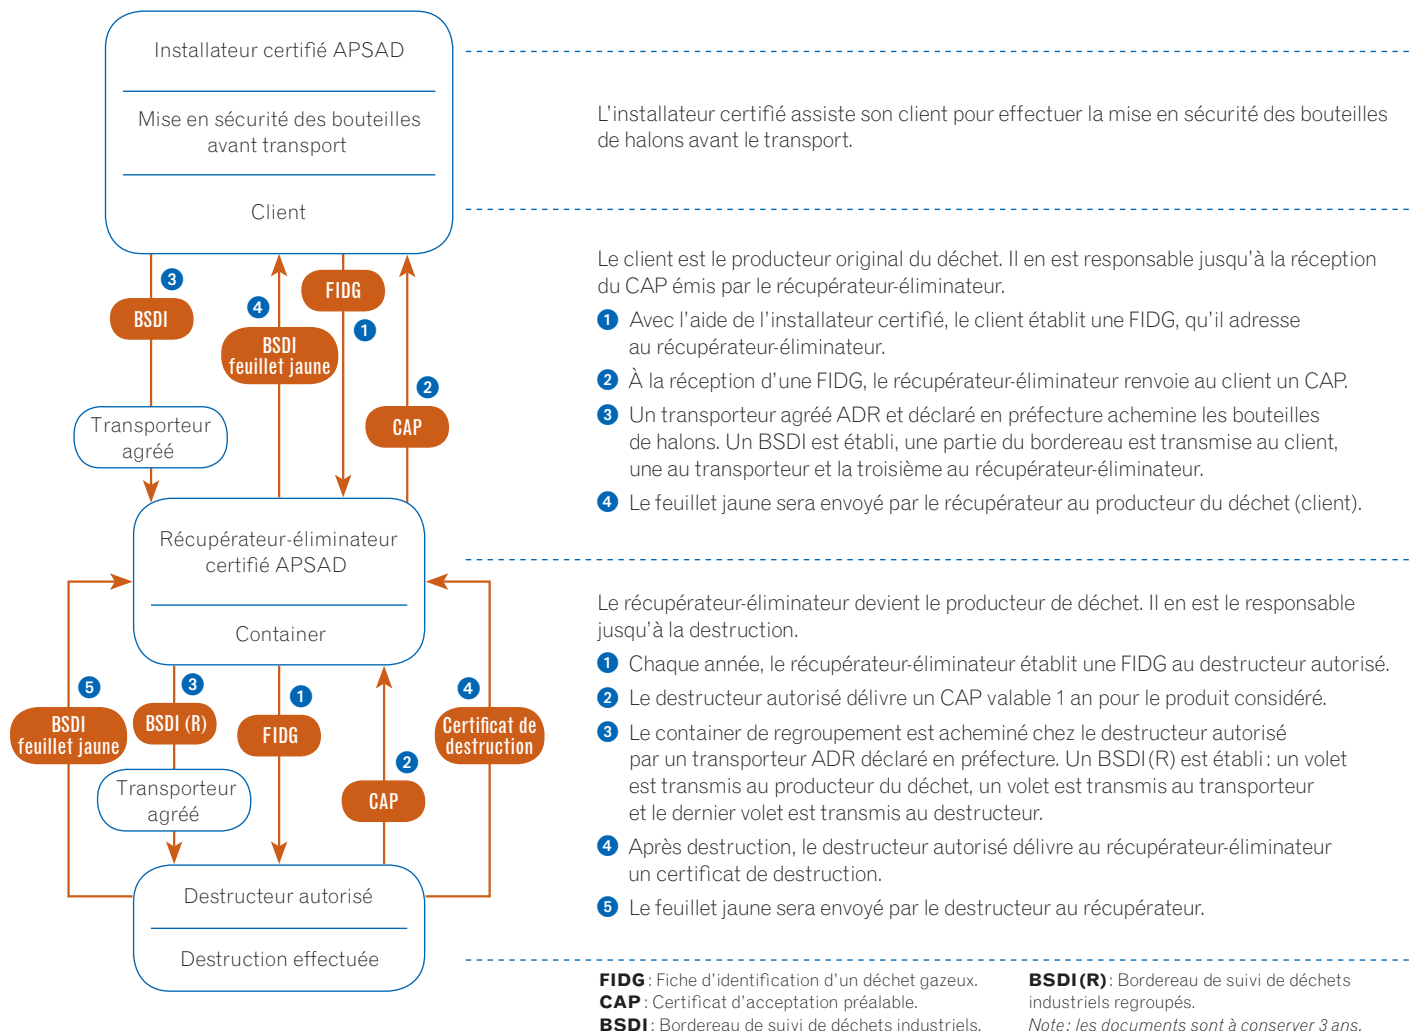 Installateur certifié APSAD
Mise en sécurité des bouteilles
avant transport
Client
L'installateur certifié assiste son client pour effectuer la mise en sécurité des bouteilles
de halons avant le transport.
3
BSDI
4
BSDI
feuillet jaune
FIDG
1
2
CAP
Transporteur
agréé
Le client est le producteur original du déchet. Il en est responsable jusqu'à la réception
du CAP émis par le récupérateur-éliminateur.
1 Avec l'aide de l'installateur certifié, le client établit une FIDG, qu'il adresse
au récupérateur-éliminateur.
2 À la réception d'une FIDG, le récupérateur-éliminateur renvoie au client un CAP.
3 Un transporteur agréé ADR et déclaré en préfecture achemine les bouteilles
de halons. Un BSDI est établi, une partie du bordereau est transmise au client,
une au transporteur et la troisième au récupérateur-éliminateur.
4 Le feuillet jaune sera envoyé par le récupérateur au producteur du déchet (client).
Récupérateur-éliminateur
certifié APSAD
Container
5
BSDI
feuillet jaune
3
BSDI (R)
1
FIDG
2
CAP
4
Certificat de
destruction
Transporteur
agréé
Le récupérateur-éliminateur devient le producteur de déchet. Il en est le responsable
jusqu'à la destruction.
1 Chaque année, le récupérateur-éliminateur établit une FIDG au destructeur autorisé.
2 Le destructeur autorisé délivre un CAP valable 1 an pour le produit considéré.
3 Le container de regroupement est acheminé chez le destructeur autorisé
par un transporteur ADR déclaré en préfecture. Un BSDI(R) est établi : un volet
est transmis au producteur du déchet, un volet est transmis au transporteur
et le dernier volet est transmis au destructeur.
4 Après destruction, le destructeur autorisé délivre au récupérateur-éliminateur
un certificat de destruction.
5 Le feuillet jaune sera envoyé par le destructeur au récupérateur.
Destructeur autorisé
Destruction effectuée
FIDG : Fiche d'identification d'un déchet gazeux.
CAP : Certificat d'acceptation préalable.
BSDI : Bordereau de suivi de déchets industriels.
BSDI(R) : Bordereau de suivi de déchets
industriels regroupés.
Note : les documents sont à conserver 3 ans.